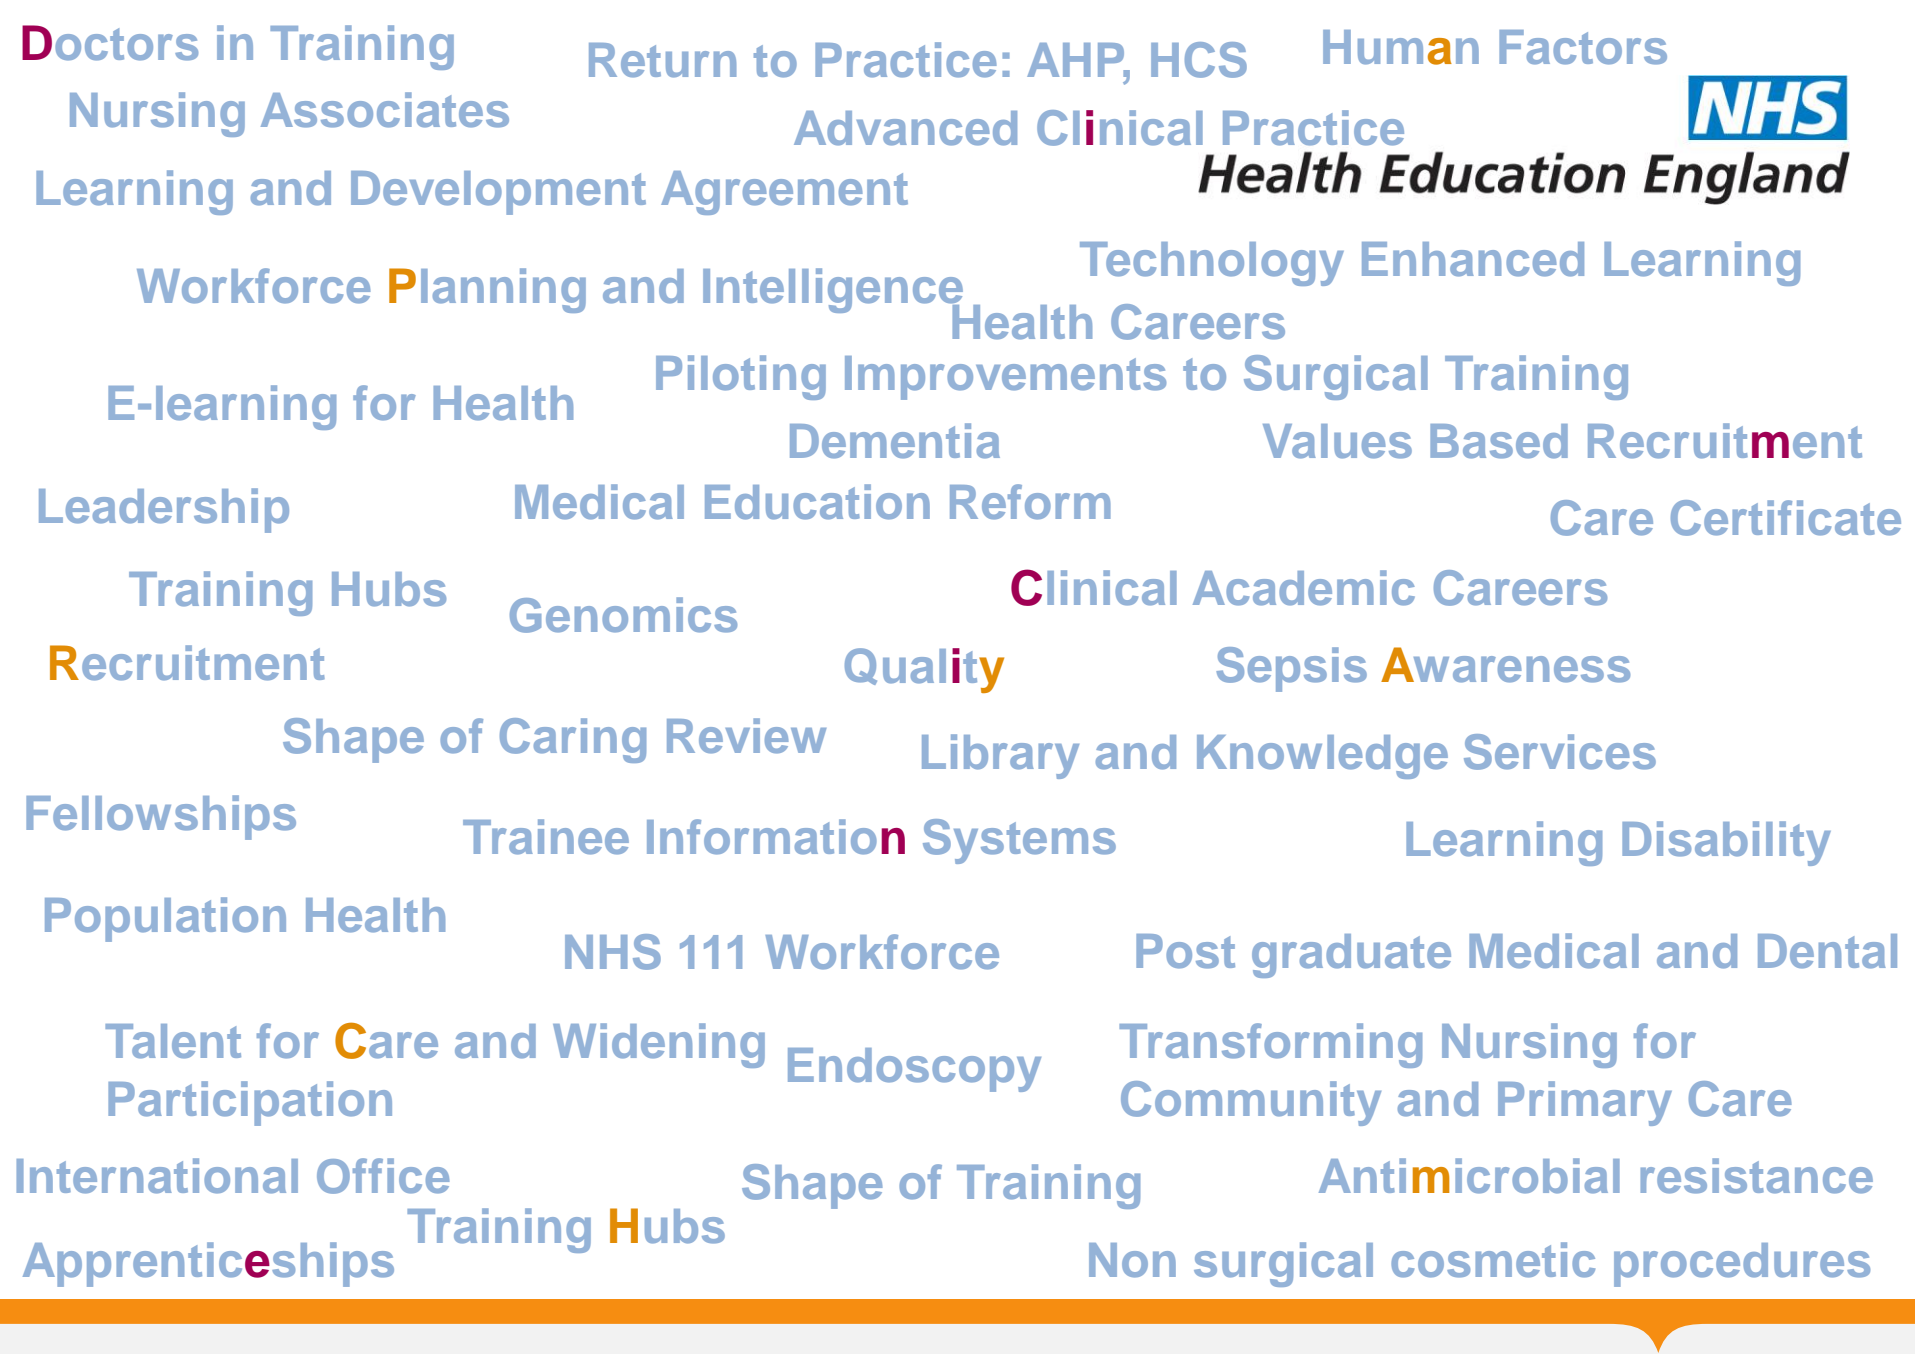 Doctors in Training
Return to Practice: AHP, HCS
Human Factors
NHS
Health Education England
Nursing Associates
Advanced Clinical Practice
Learning and Development Agreement
Technology Enhanced Learning
Workforce Planning and Intelligence
Health Careers
Piloting Improvements to Surgical Training
E-learning for Health
Dementia
Values Based Recruitment
Leadership
Medical Education Reform
Care Certificate
Training Hubs
Genomics
Clinical Academic Careers
Recruitment
Quality
Sepsis Awareness
Shape of Caring Review
Library and Knowledge Services
Fellowships
Trainee Information Systems
Learning Disability
Population Health
NHS 111 Workforce
Post graduate Medical and Dental
Talent for Care and Widening
Participation
Endoscopy
Transforming Nursing for
Community and Primary Care
International Office
Shape of Training
Antimicrobial resistance
Training Hubs
Apprenticeships
Non surgical cosmetic procedures